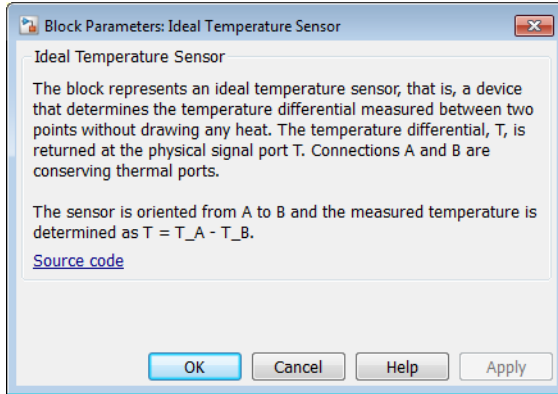 Block Parameters: Ideal Temperature Sensor
Ideal Temperature Sensor
The block represents an ideal temperature sensor, that is, a device
that determines the temperature differential measured between two
points without drawing any heat. The temperature differential, T, is
returned at the physical signal port T. Connections A and B are
conserving thermal ports.
The sensor is oriented from A to B and the measured temperature is
determined as T = T_A - T_B.
Source code
OK Cancel Help Apply